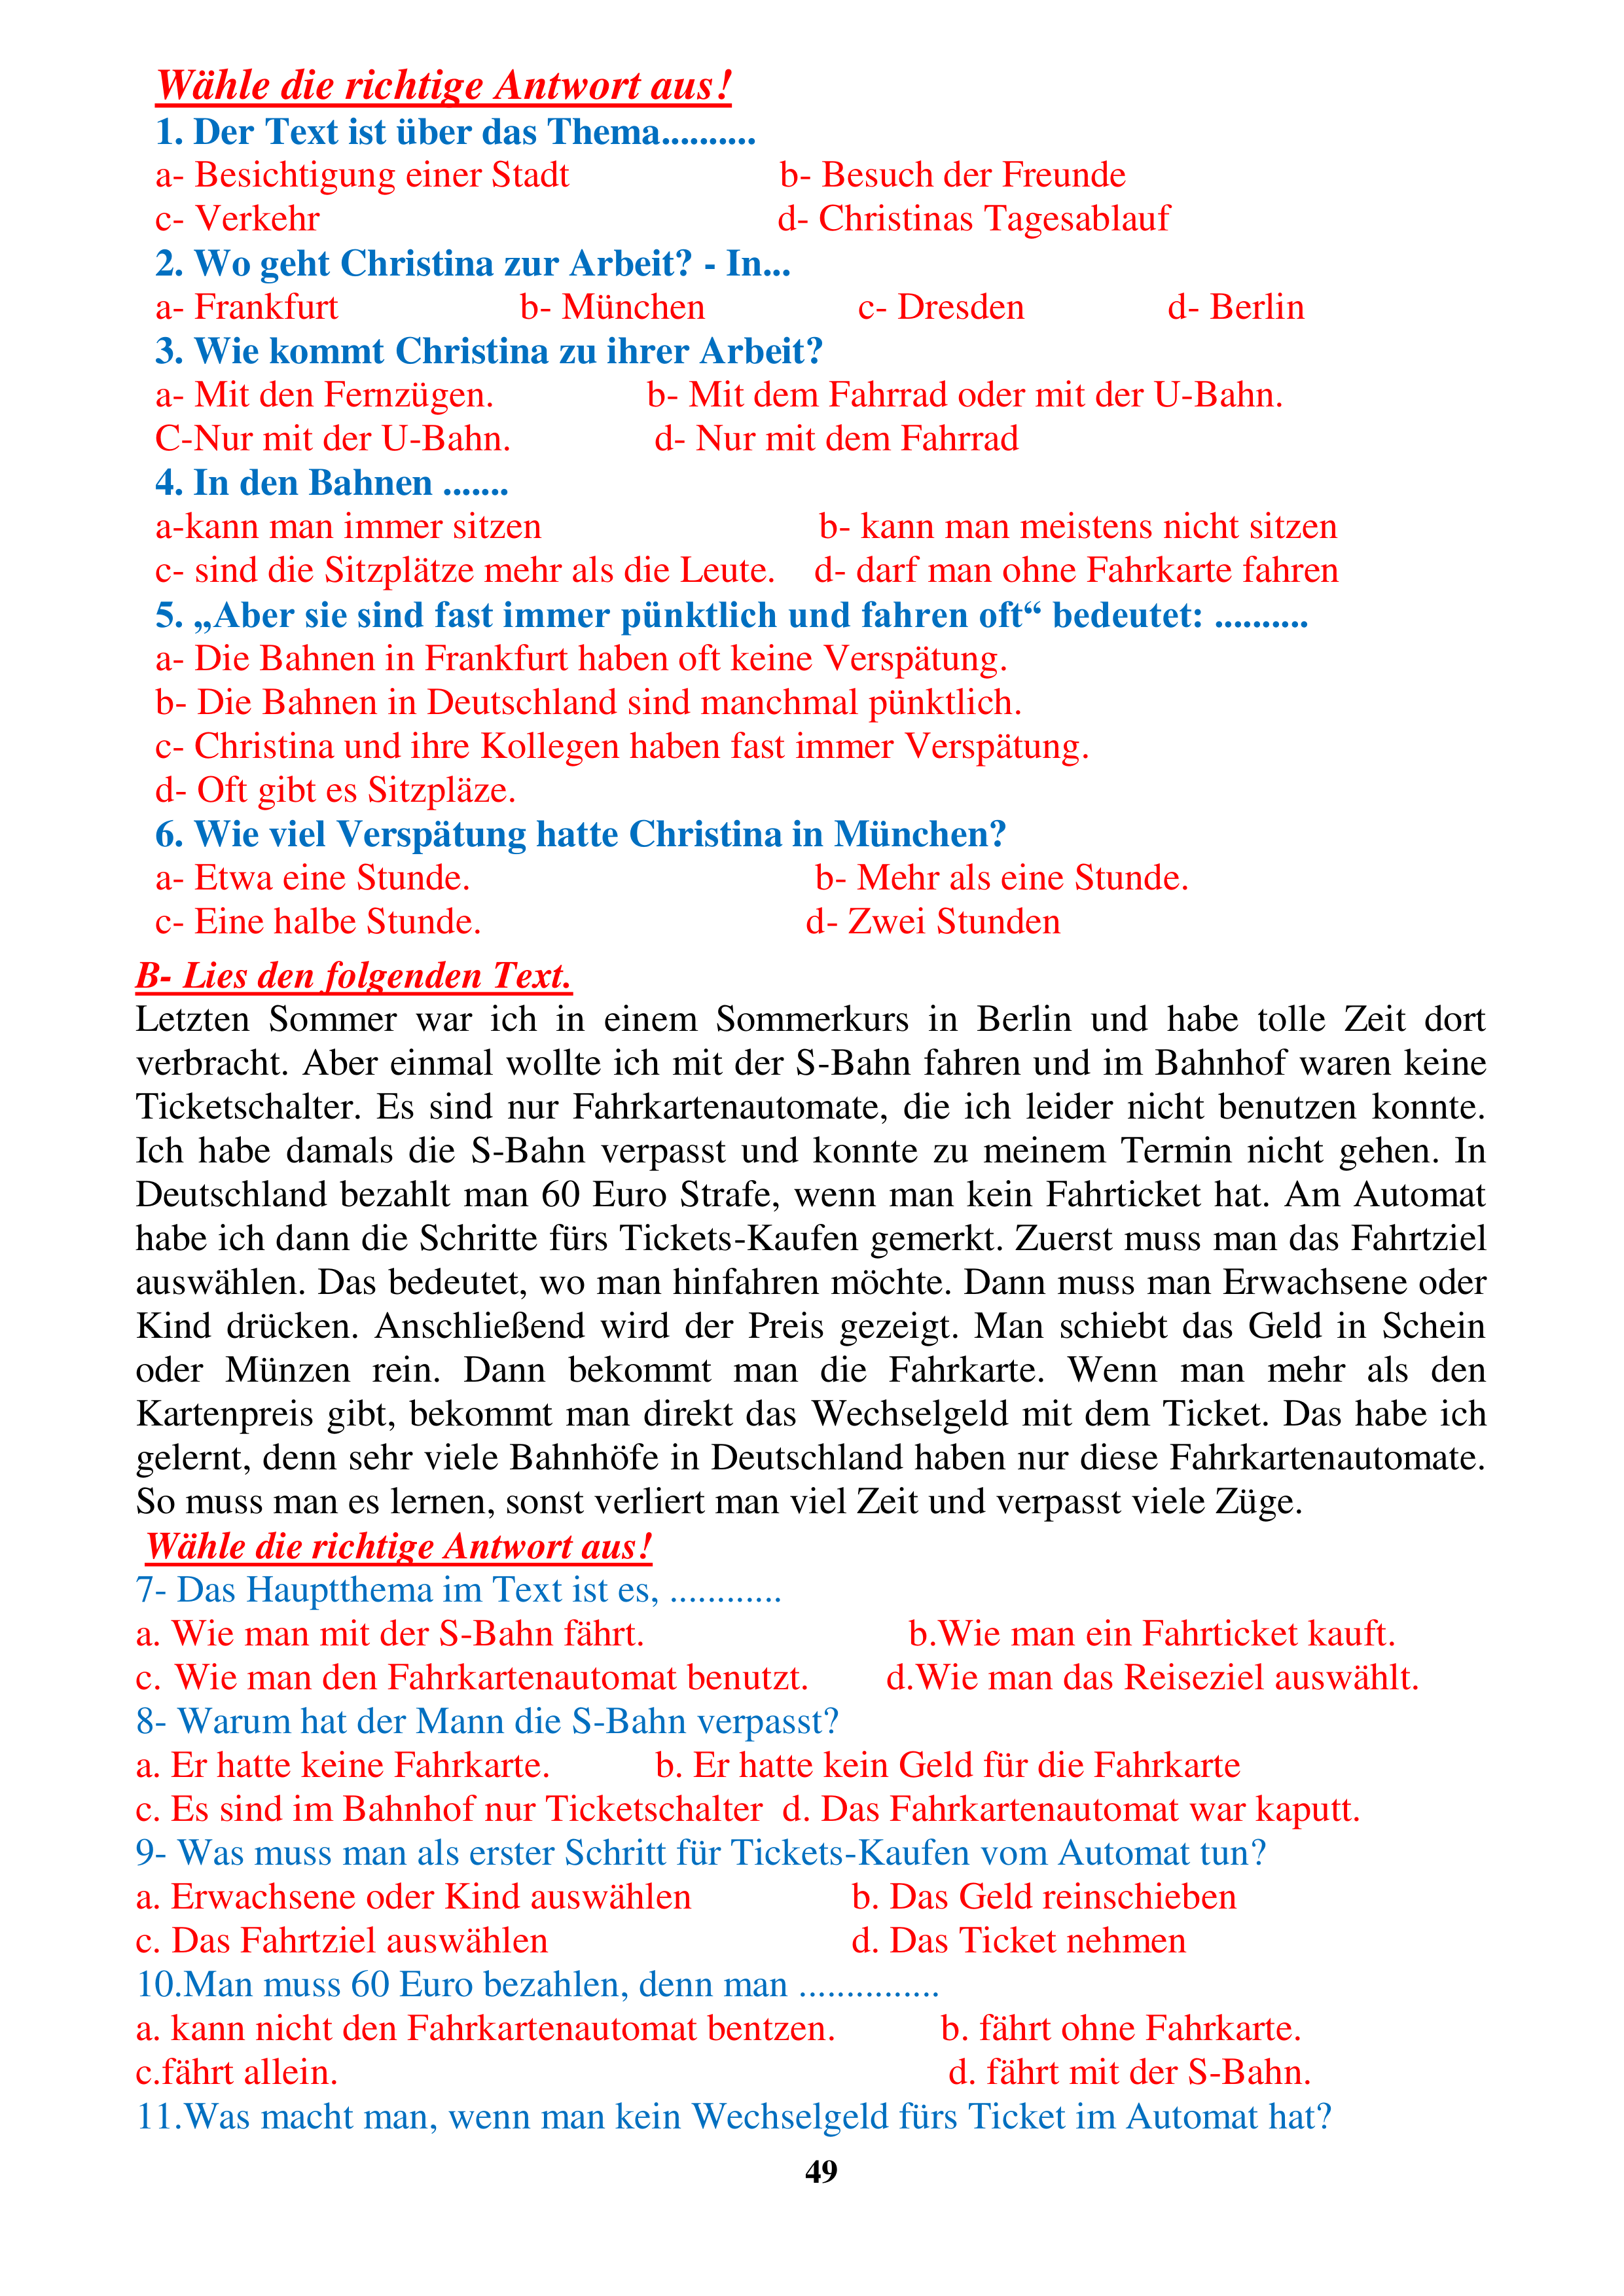 Wähle die richtige Antwort aus!
1. Der Text ist über das Thema..........
a- Besichtigung einer Stadt b- Besuch der Freunde
c- Verkehr d- Christinas Tagesablauf
2. Wo geht Christina zur Arbeit? - In...
a- Frankfurt b- München c- Dresden d- Berlin
3. Wie kommt Christina zu ihrer Arbeit?
a- Mit den Fernzügen. b- Mit dem Fahrrad oder mit der U-Bahn.
C-Nur mit der U-Bahn. d- Nur mit dem Fahrrad
4. In den Bahnen .......
a-kann man immer sitzen b- kann man meistens nicht sitzen
c- sind die Sitzplätze mehr als die Leute. d- darf man ohne Fahrkarte fahren
5. „Aber sie sind fast immer pünktlich und fahren oft“ bedeutet: ..........
a- Die Bahnen in Frankfurt haben oft keine Verspätung.
b- Die Bahnen in Deutschland sind manchmal pünktlich.
c- Christina und ihre Kollegen haben fast immer Verspätung.
d- Oft gibt es Sitzpläze.
6. Wie viel Verspätung hatte Christina in München?
a- Etwa eine Stunde. b- Mehr als eine Stunde.
c- Eine halbe Stunde. d- Zwei Stunden
B- Lies den folgenden Text.
Letzten Sommer war ich in einem Sommerkurs in Berlin und habe tolle Zeit dort
verbracht. Aber einmal wollte ich mit der S-Bahn fahren und im Bahnhof waren keine
Ticketschalter. Es sind nur Fahrkartenautomate, die ich leider nicht benutzen konnte.
Ich habe damals die S-Bahn verpasst und konnte zu meinem Termin nicht gehen. In
Deutschland bezahlt man 60 Euro Strafe, wenn man kein Fahrticket hat. Am Automat
habe ich dann die Schritte fürs Tickets-Kaufen gemerkt. Zuerst muss man das Fahrtziel
auswählen. Das bedeutet, wo man hinfahren möchte. Dann muss man Erwachsene oder
Kind drücken. Anschließend wird der Preis gezeigt. Man schiebt das Geld in Schein
oder Münzen rein. Dann bekommt man die Fahrkarte. Wenn man mehr als den
Kartenpreis gibt, bekommt man direkt das Wechselgeld mit dem Ticket. Das habe ich
gelernt, denn sehr viele Bahnhöfe in Deutschland haben nur diese Fahrkartenautomate.
So muss man es lernen, sonst verliert man viel Zeit und verpasst viele Züge.
Wähle die richtige Antwort aus!
7- Das Hauptthema im Text ist es, ............
a. Wie man mit der S-Bahn fährt. b.Wie man ein Fahrticket kauft.
c. Wie man den Fahrkartenautomat benutzt. d.Wie man das Reiseziel auswählt.
8- Warum hat der Mann die S-Bahn verpasst?
a. Er hatte keine Fahrkarte. b. Er hatte kein Geld für die Fahrkarte
c. Es sind im Bahnhof nur Ticketschalter d. Das Fahrkartenautomat war kaputt.
9- Was muss man als erster Schritt für Tickets-Kaufen vom Automat tun?
a. Erwachsene oder Kind auswählen b. Das Geld reinschieben
c. Das Fahrtziel auswählen d. Das Ticket nehmen
10.Man muss 60 Euro bezahlen, denn man ...............
a. kann nicht den Fahrkartenautomat bentzen. b. fährt ohne Fahrkarte.
c.fährt allein. d. fährt mit der S-Bahn.
11.Was macht man, wenn man kein Wechselgeld fürs Ticket im Automat hat?
49